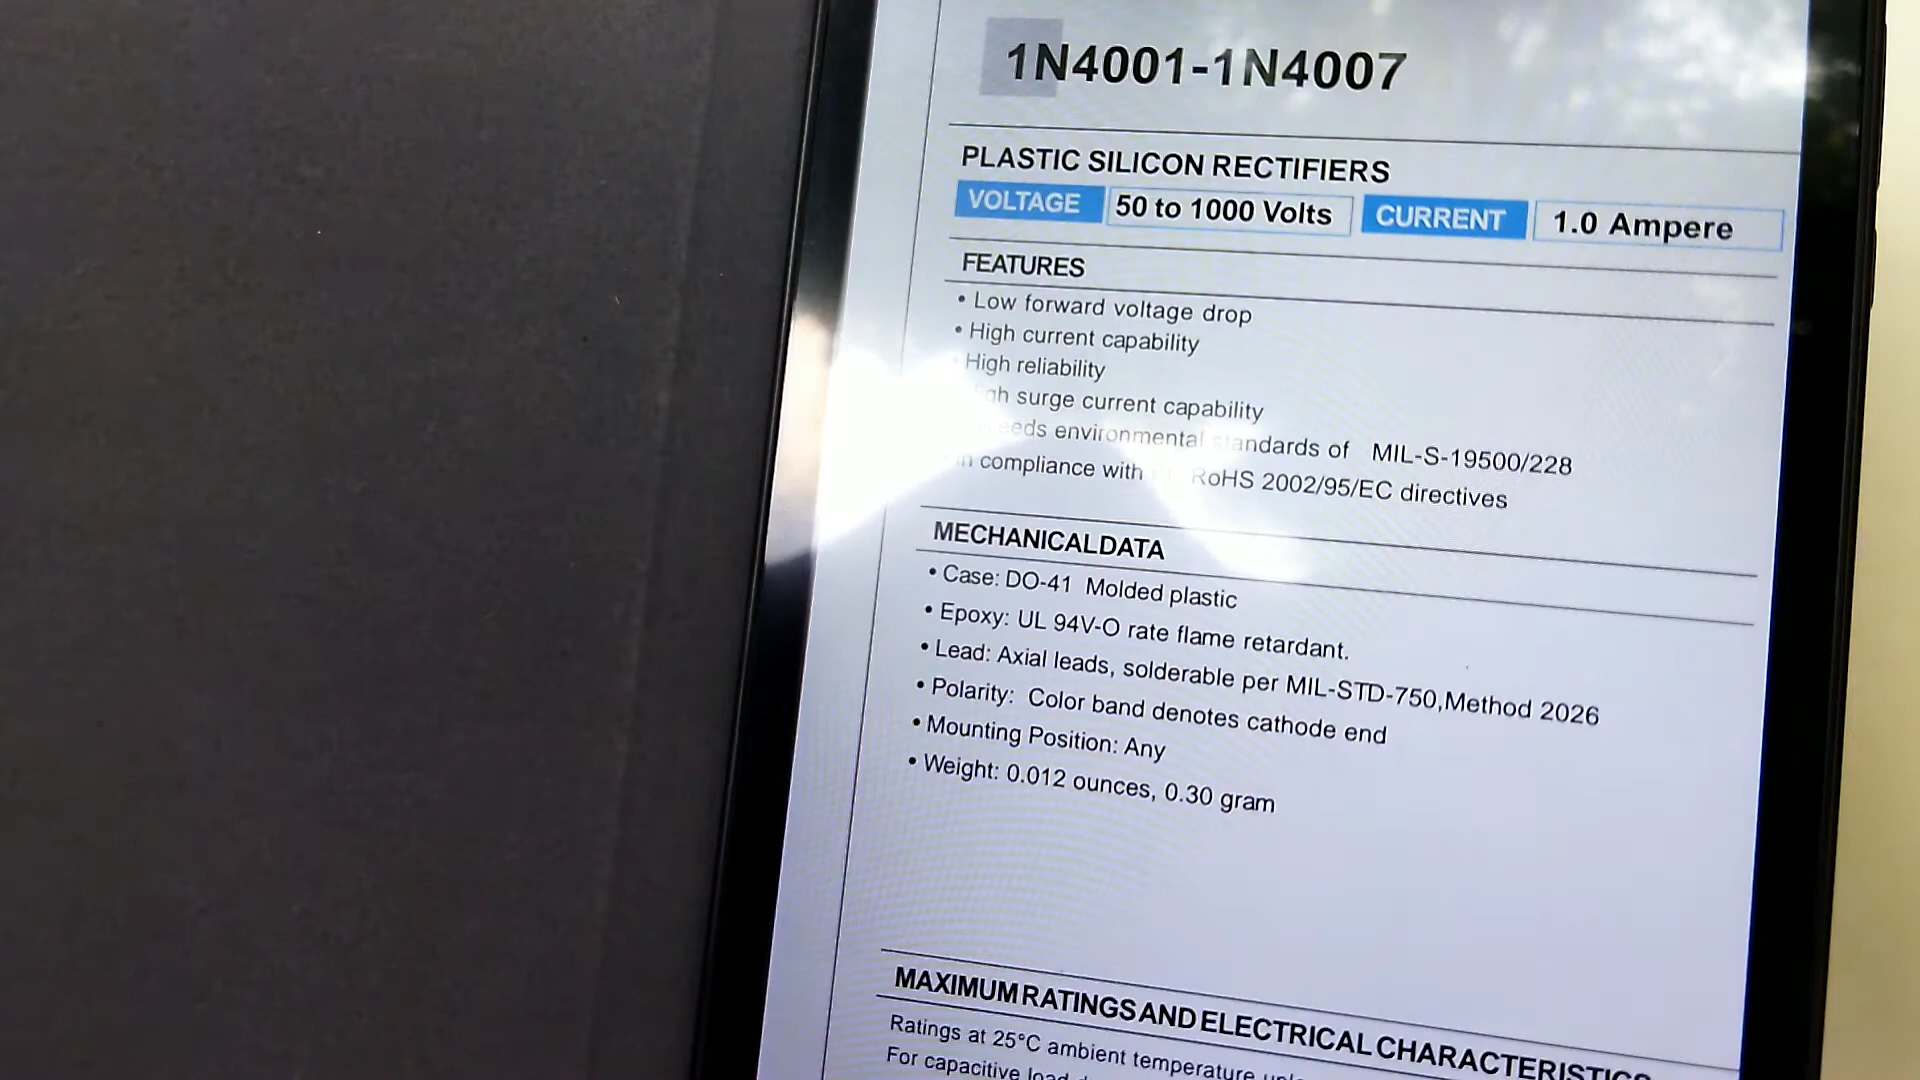 1N4001-1N4007
PLASTIC SILICON RECTIFIERS
VOLTAGE 50 to 1000 Volts CURRENT 1.0 Ampere
FEATURES
• Low forward voltage drop
• High current capability
• High reliability
surge current capability
environmental standards of MIL-S-19500/228
In compliance with RoHS 2002/95/EC directives
MECHANICALDATA
• Case: DO-41 Molded plastic
• Epoxy: UL 94V-O rate flame retardant.
• Lead: Axial leads, solderable per MIL-STD-750,Method 2026
• Polarity: Color band denotes cathode end
• Mounting Position: Any
• Weight: 0.012 ounces, 0.30 gram
MAXIMUMRATINGSANDELECTRICALCHARACTERISTICS
Ratings at 25°C ambient temperature
For capacitive load